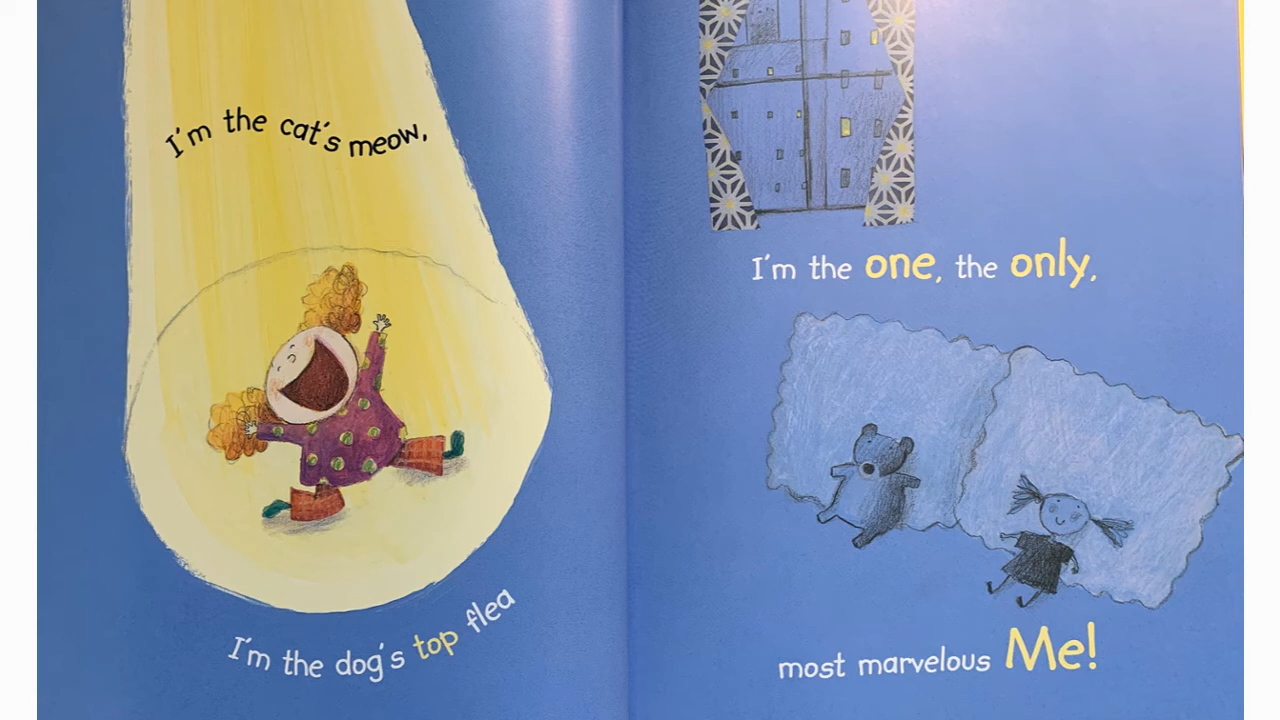 I'm the cat's meow,
I'm the dog's top flea
I'm the one, the only,
most marvelous Me!